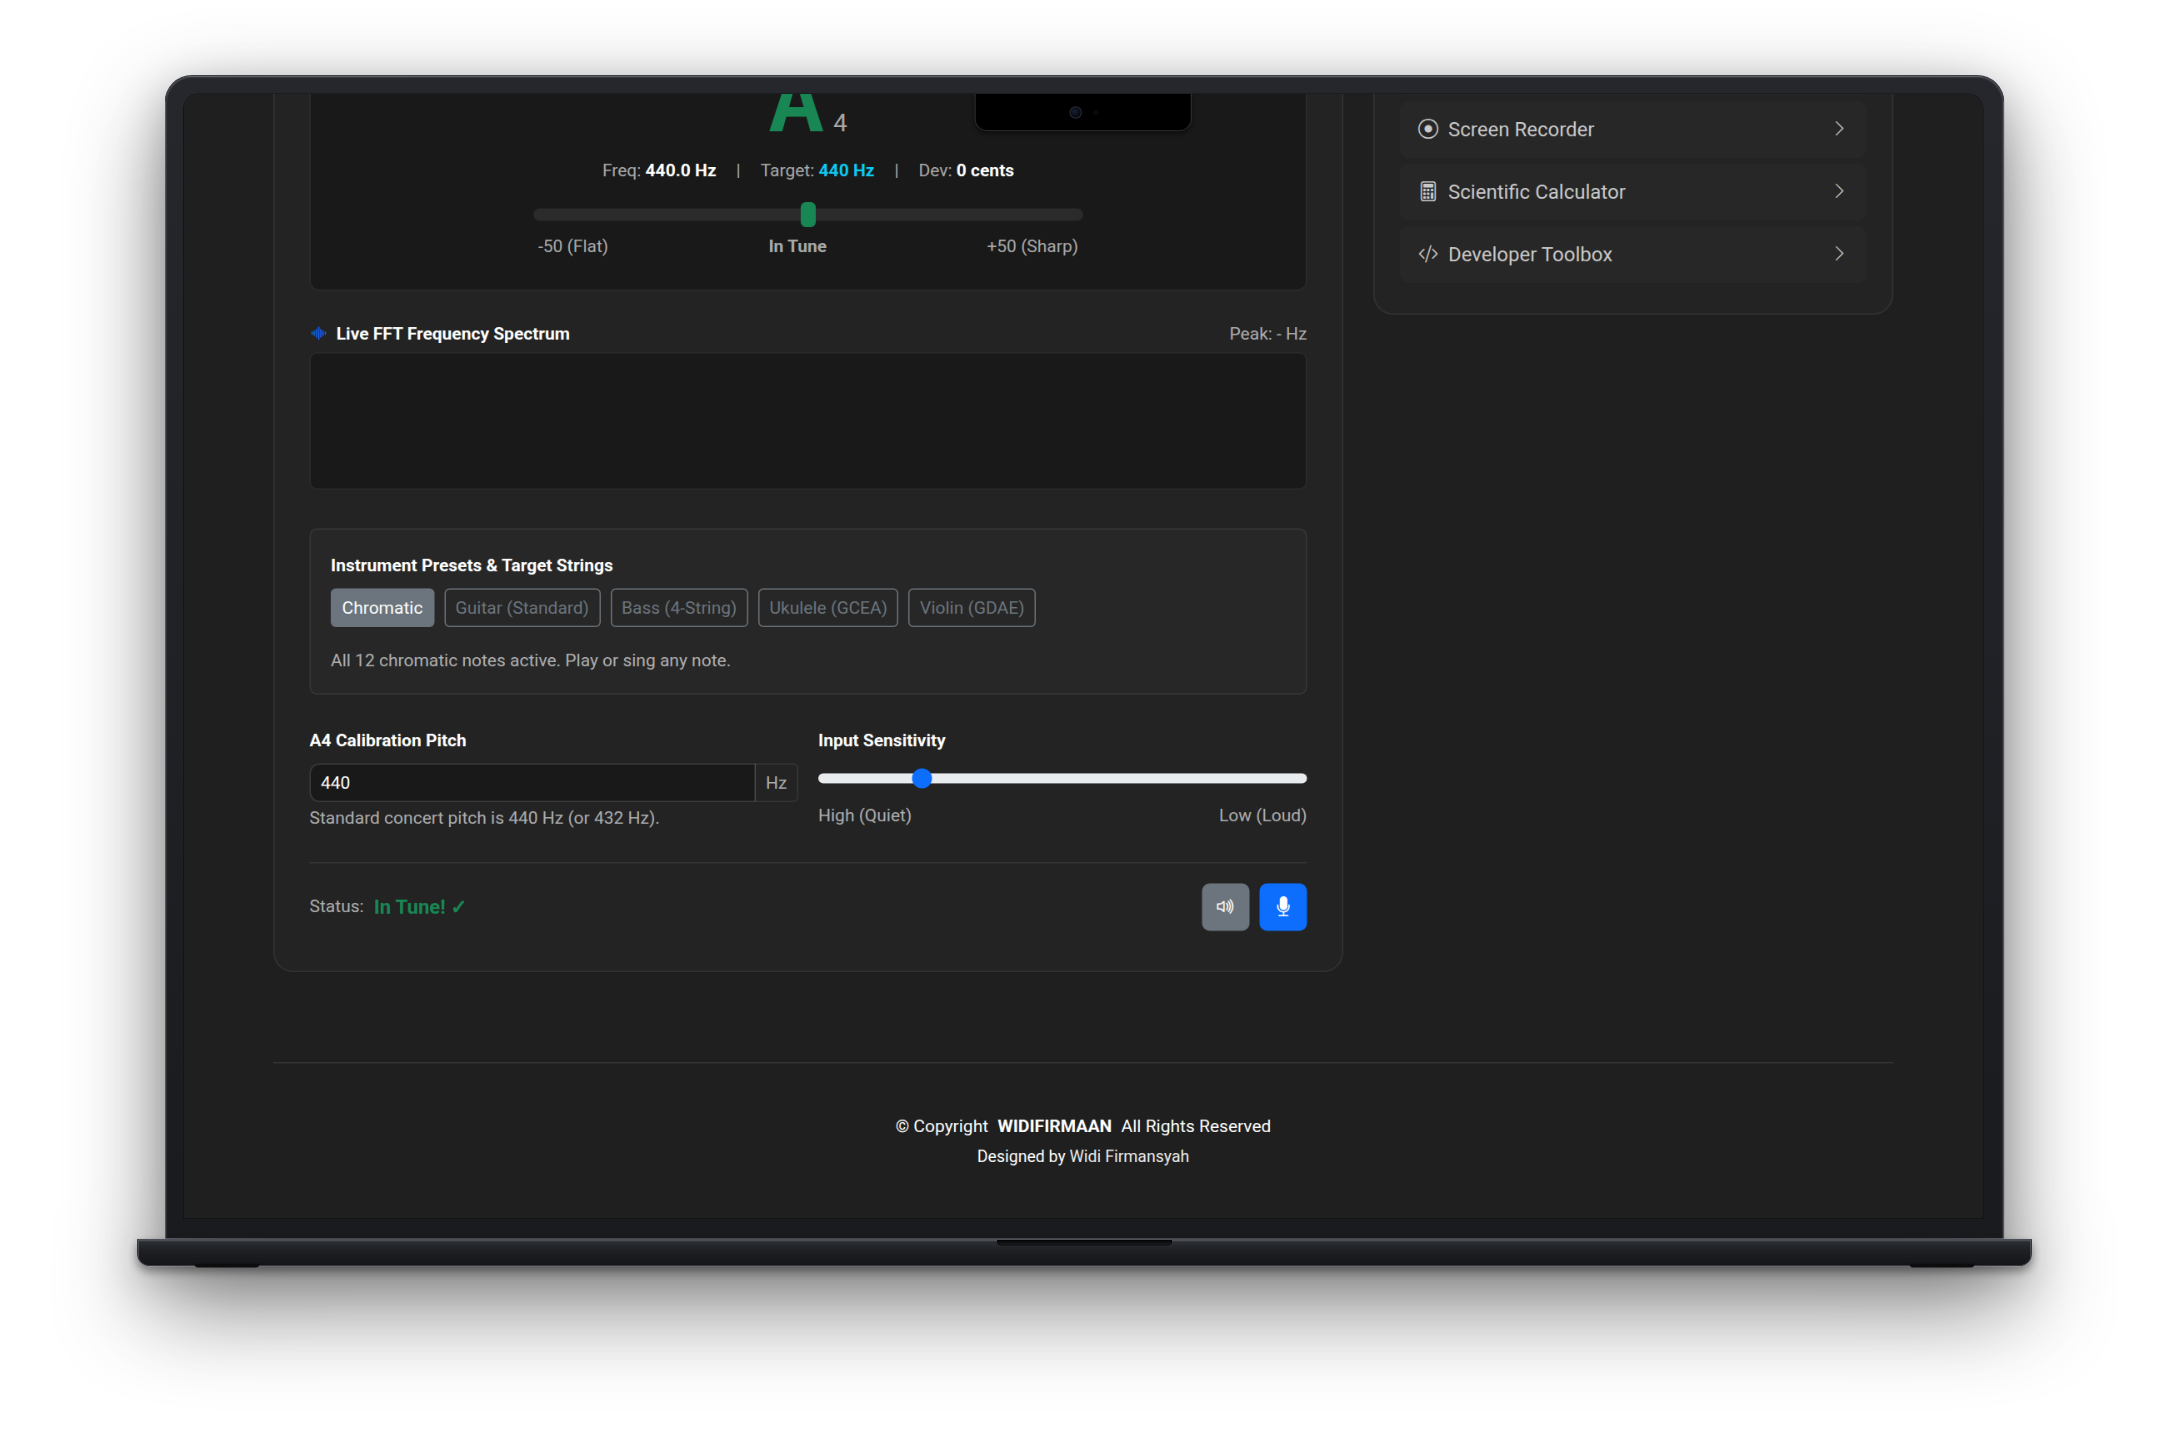 A 4
Freq: 440.0 Hz | Target: 440 Hz | Dev: 0 cents
-50 (Flat) In Tune +50 (Sharp)
Live FFT Frequency Spectrum Peak: - Hz
Instrument Presets & Target Strings
Chromatic Guitar (Standard) Bass (4-String) Ukulele (GCEA) Violin (GDAE)
All 12 chromatic notes active. Play or sing any note.
A4 Calibration Pitch
440 Hz
Standard concert pitch is 440 Hz (or 432 Hz).
Input Sensitivity
High (Quiet) Low (Loud)
Status: In Tune! ✓
Screen Recorder
Scientific Calculator
Developer Toolbox
© Copyright WIDIFIRMAAN All Rights Reserved
Designed by Widi Firmansyah